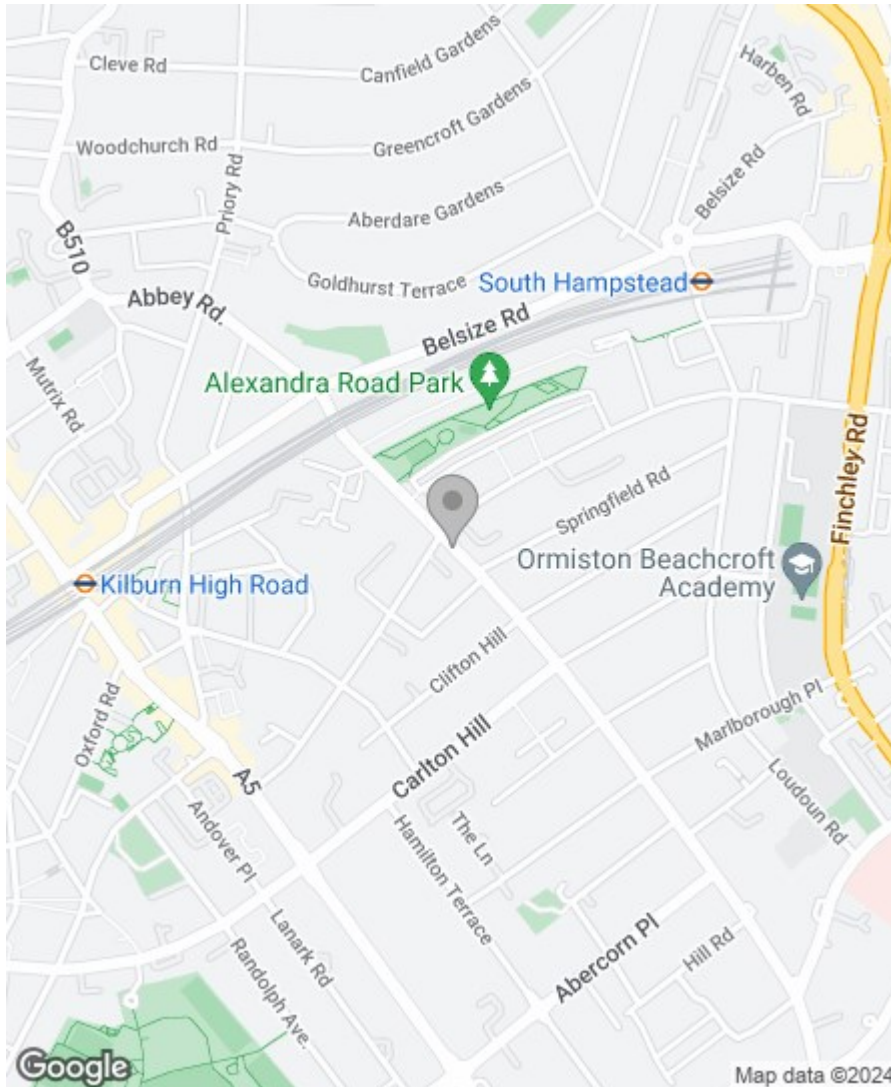 Cleve Rd
Canfield Gardens
Harben Rd
Woodchurch Rd
Greencroft Gardens
Priory Rd
Belsize Rd
Aberdare Gardens
B510
Goldhurst Terrace
South Hampstead
Abbey Rd.
Belsize Rd
Mutrix Rd
Alexandra Road Park
Finchley Rd
Springfield Rd
Ormiston Beachcroft
Academy
Kilburn High Road
Clifton Hill
Oxford Rd
Marlborough Pl
Carlton Hill
A5
Loudoun Rd
Andover Pl
The Ln
Hamilton Terrace
Lanark Rd
Randolph Ave.
Abercorn Pl
Hill Rd
Google
Map data ©2024